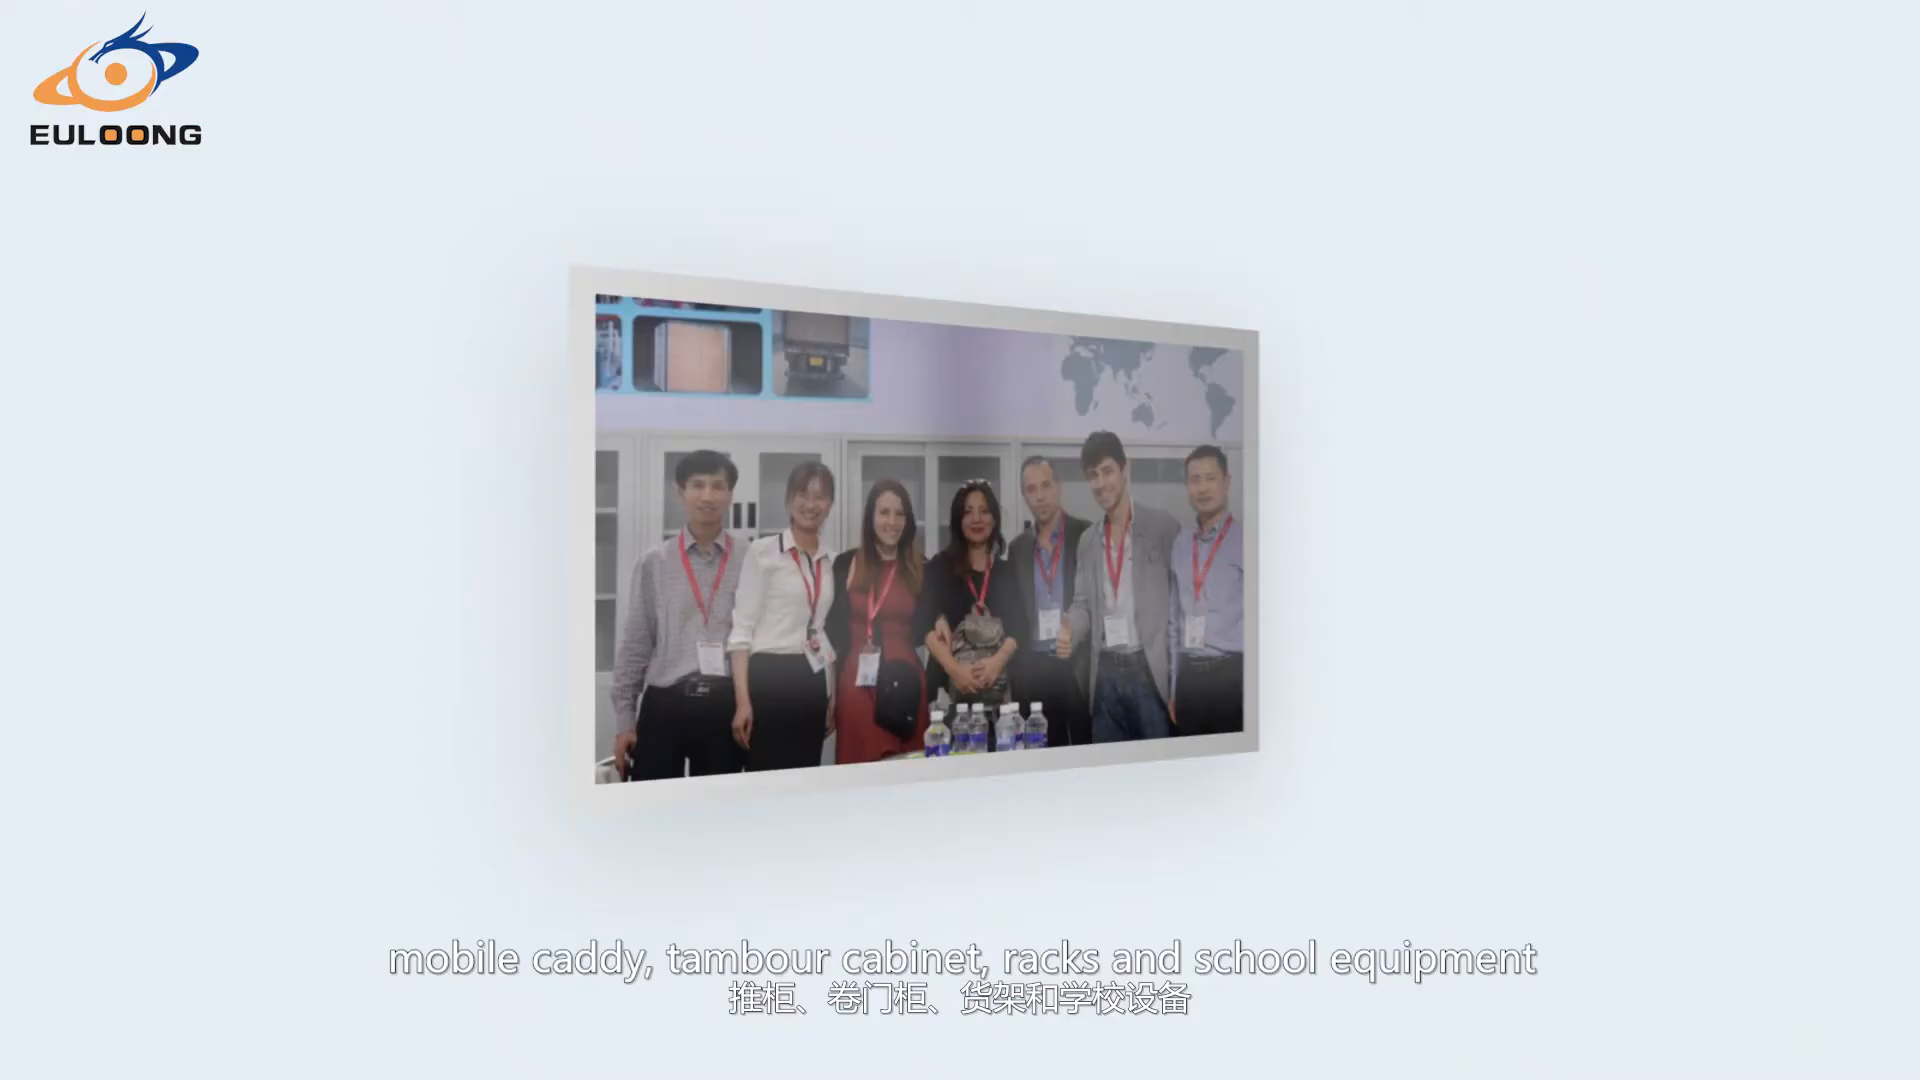 EULOONG
mobile caddy, tambour cabinet, racks and school equipment
推柜、卷门柜、货架和学校设备